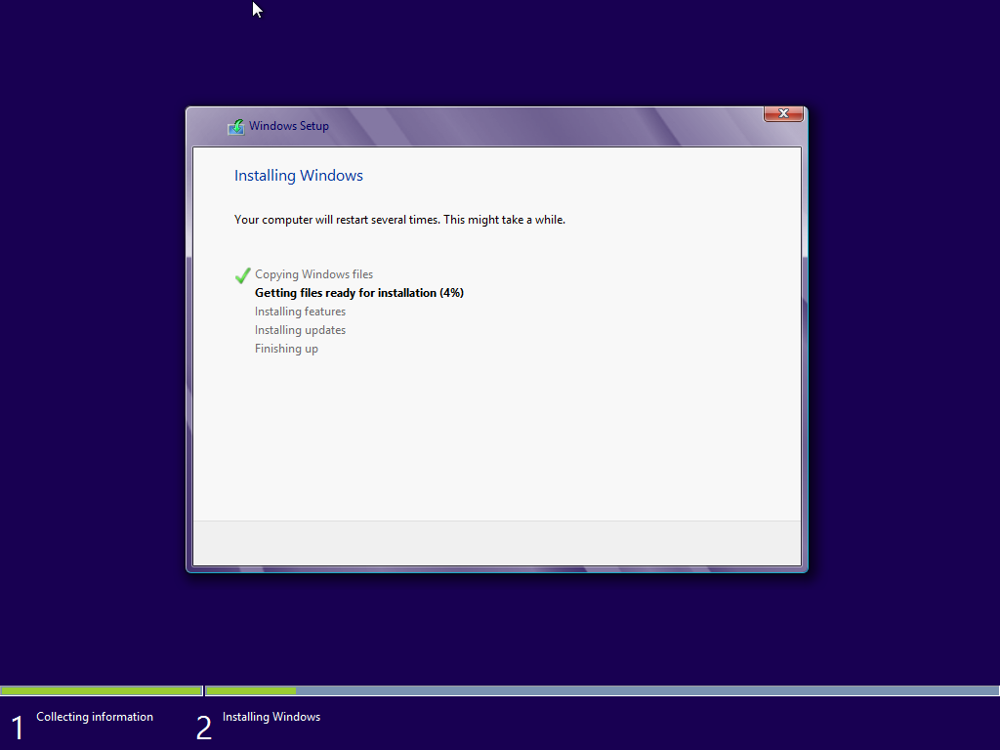 Windows Setup
Installing Windows
Your computer will restart several times. This might take a while.
Copying Windows files
Getting files ready for installation (4%)
Installing features
Installing updates
Finishing up
1 Collecting information
2 Installing Windows